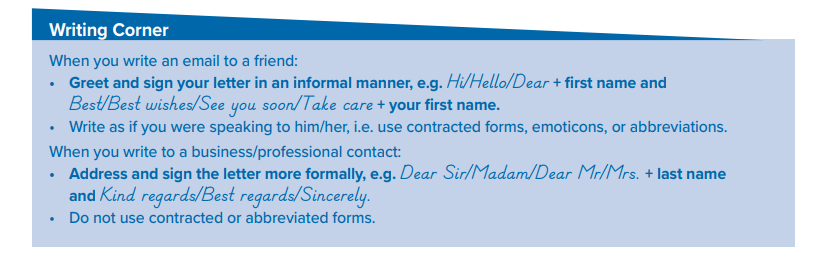 Writing Corner
When you write an email to a friend:
• Greet and sign your letter in an informal manner, e.g. Hi/Hello/Dear + first name and
Best/Best wishes/See you soon/Take care + your first name.
• Write as if you were speaking to him/her, i.e. use contracted forms, emoticons, or abbreviations.
When you write to a business/professional contact:
• Address and sign the letter more formally, e.g. Dear Sir/Madam/Dear Mr/Mrs. + last name
and Kind regards/Best regards/Sincerely.
• Do not use contracted or abbreviated forms.